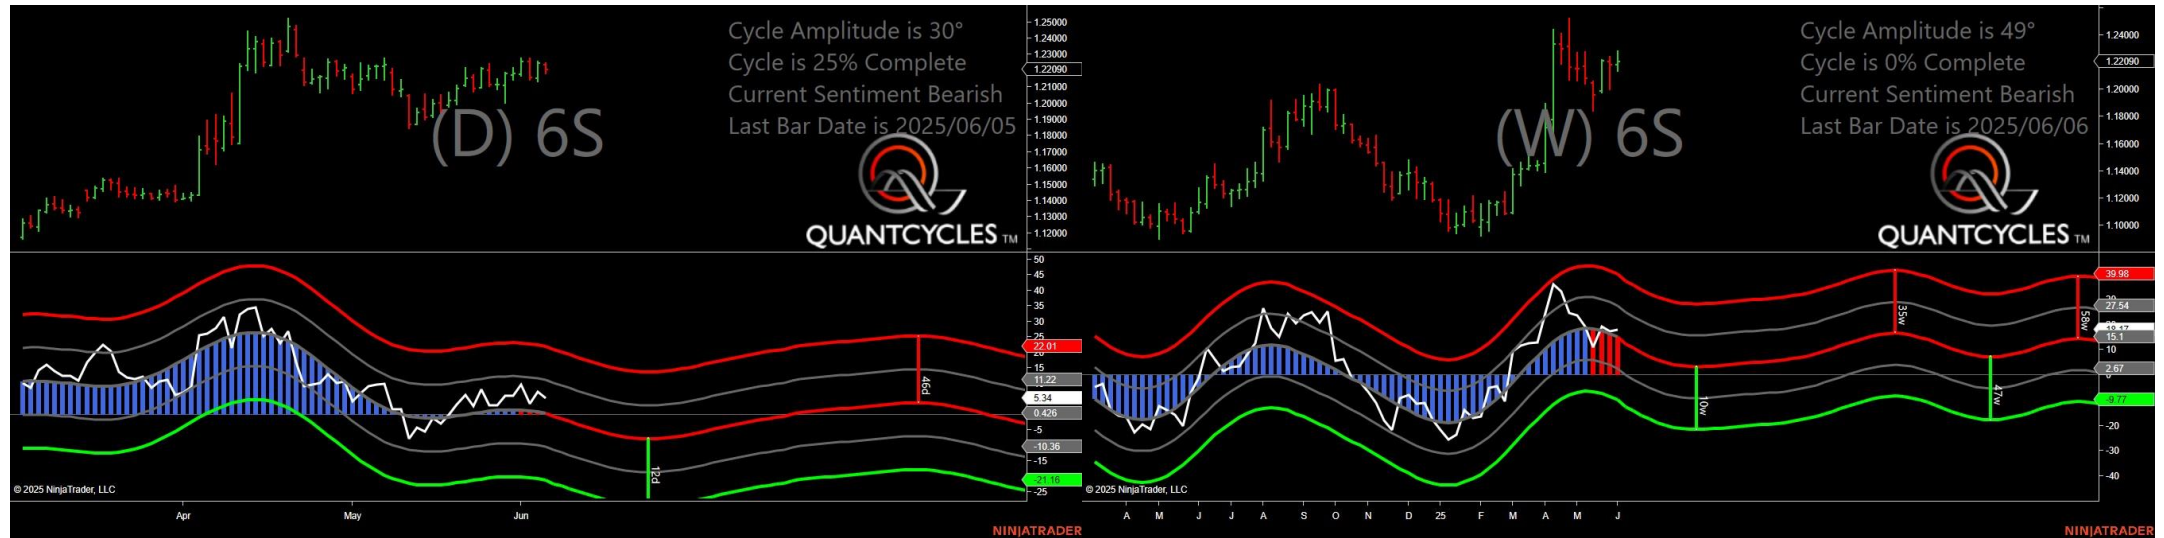 Cycle Amplitude is 30°
Cycle is 25% Complete
Current Sentiment Bearish
Last Bar Date is 2025/06/05
(D) 6S
QUANTCYCLES TM
1.25000
1.24000
1.23000
1.22090
1.21000
1.20000
1.19000
1.18000
1.17000
1.16000
1.15000
1.14000
1.13000
1.12000
50
45
40
35
30
25
22.01
15
11.22
5.34
0.426
-5
-10.36
-15
-21.16
-25
46d
12d
© 2025 NinjaTrader, LLC
Apr May Jun
NINJATRADER
Cycle Amplitude is 49°
Cycle is 0% Complete
Current Sentiment Bearish
Last Bar Date is 2025/06/06
(W) 6S
QUANTCYCLES TM
1.24000
1.22090
1.20000
1.18000
1.16000
1.14000
1.12000
1.10000
39.98
27.54
15.1
10
2.67
-9.77
-20
-30
-40
35w
58w
10w
47w
© 2025 NinjaTrader, LLC
A M J J A S O N D 25 F M A M J
NINJATRADER